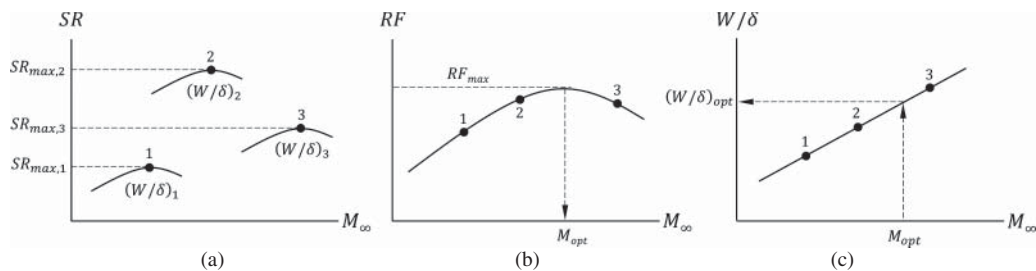 SR
SR_{max,2}
2
(W/δ)_2
SR_{max,3}
3
(W/δ)_3
SR_{max,1}
1
(W/δ)_1
M_∞
(a)
RF
RF_{max}
1
2
3
M_{opt}
M_∞
(b)
W/δ
(W/δ)_{opt}
3
2
1
M_{opt}
M_∞
(c)